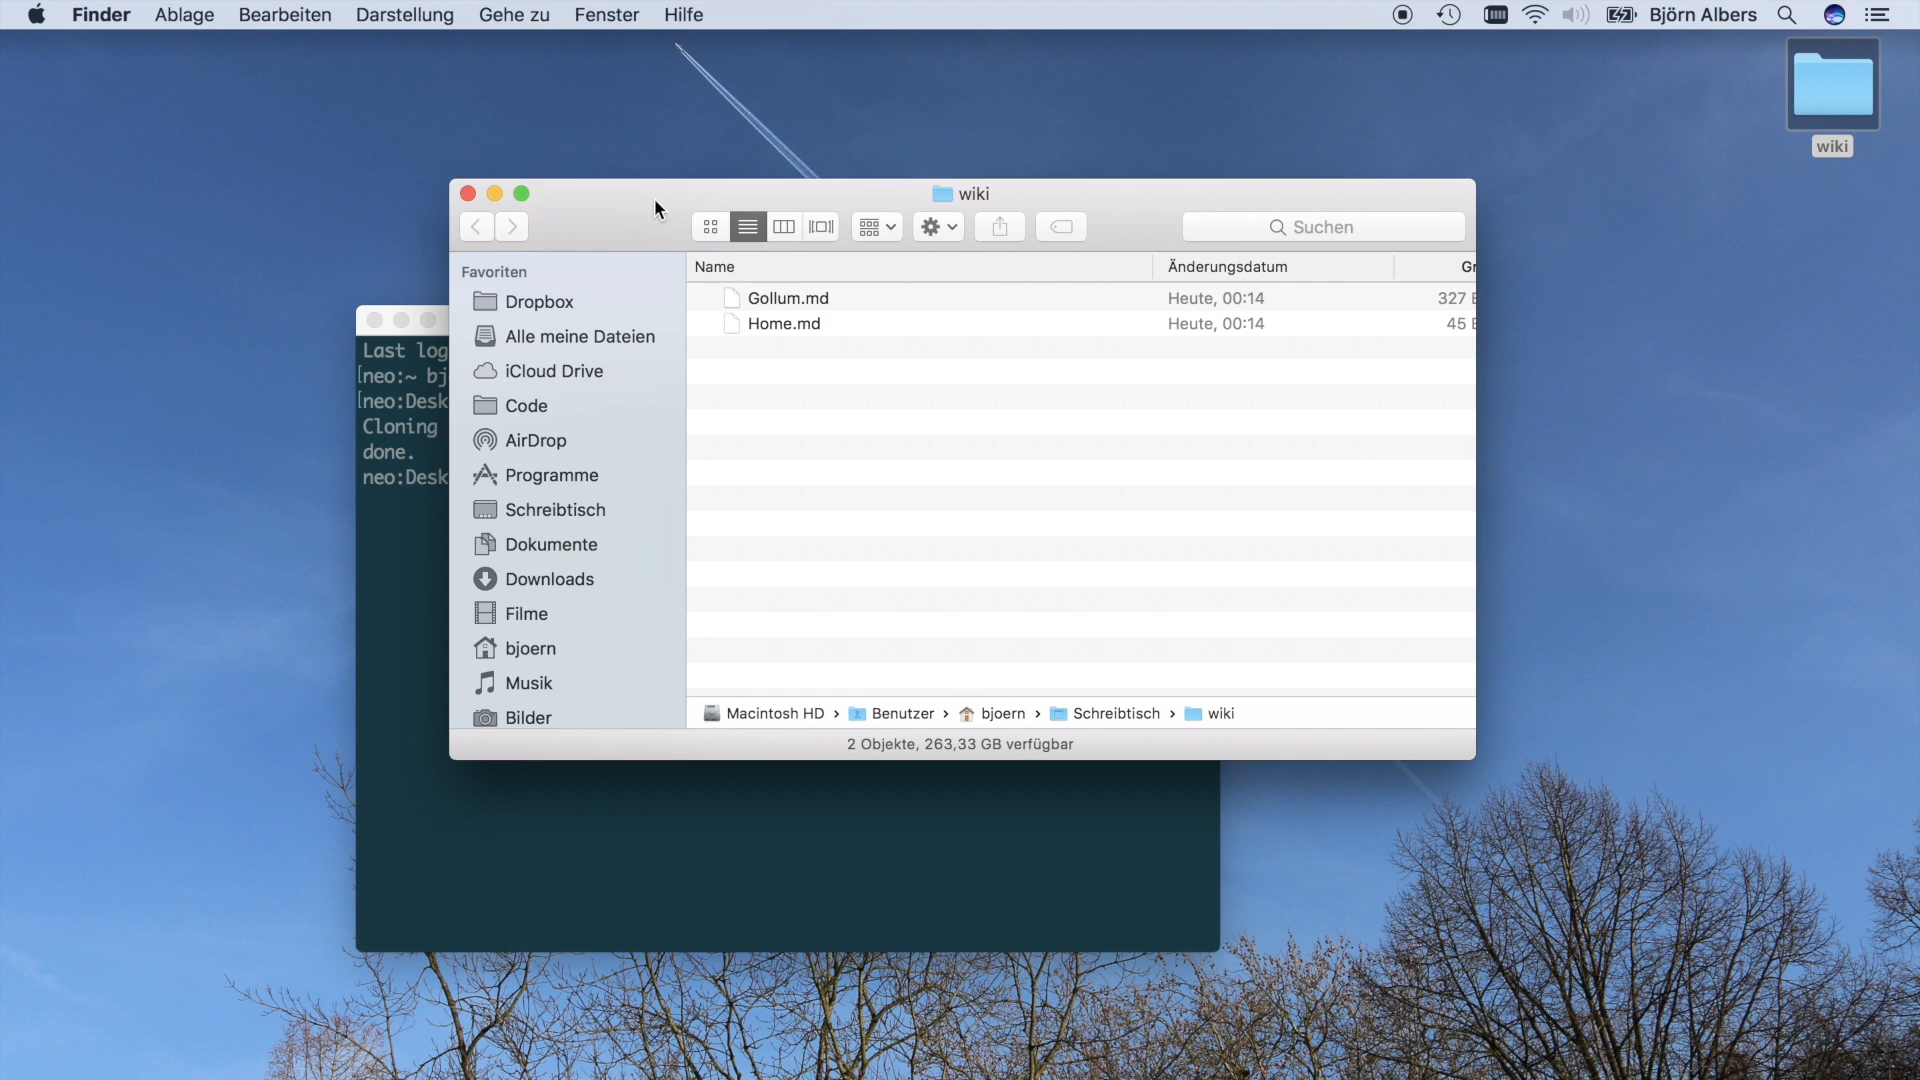 Finder Ablage Bearbeiten Darstellung Gehe zu Fenster Hilfe Björn Albers
wiki
wiki
Suchen
Favoriten
Dropbox
Alle meine Dateien
iCloud Drive
Code
AirDrop
Programme
Schreibtisch
Dokumente
Downloads
Filme
bjoern
Musik
Bilder
Name Änderungsdatum
Gollum.md Heute, 00:14 327
Home.md Heute, 00:14 45
Macintosh HD › Benutzer › bjoern › Schreibtisch › wiki
2 Objekte, 263,33 GB verfügbar
Last log
[neo:~ bj
[neo:Desk
Cloning
done.
neo:Desk